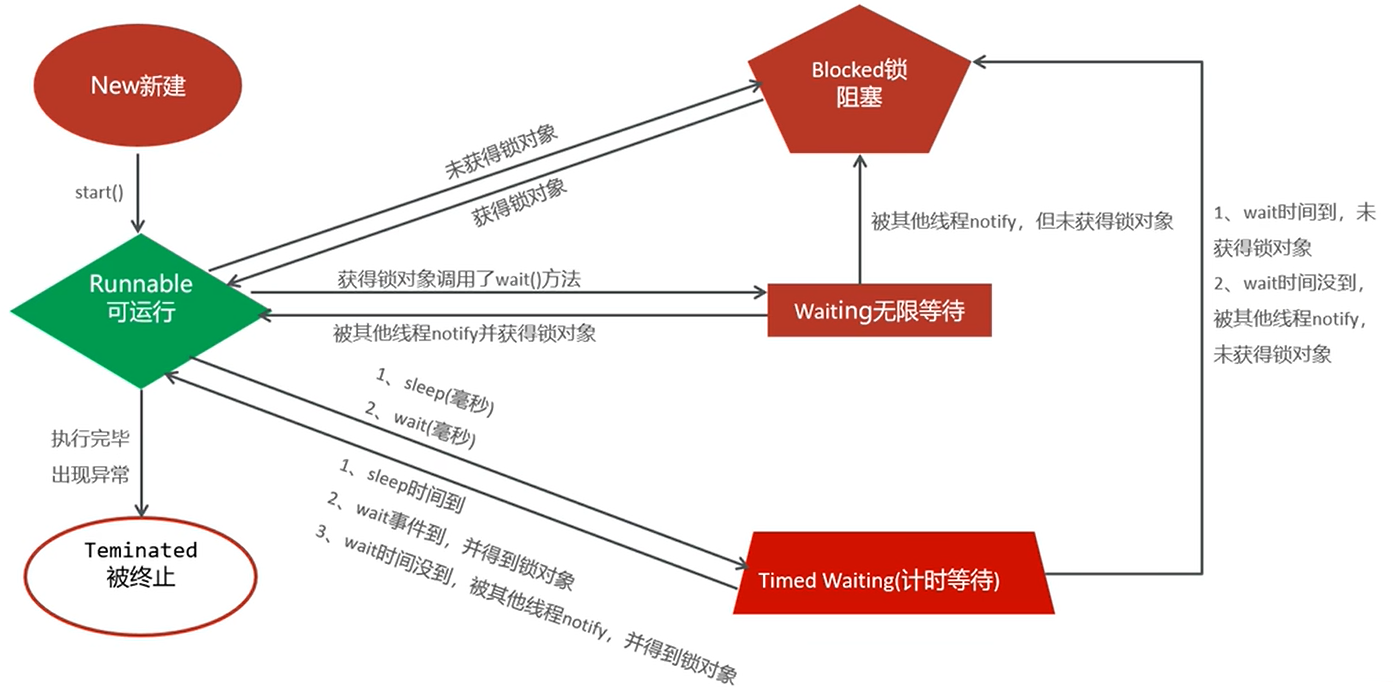 New新建
Blocked锁
阻塞
start()
未获得锁对象
获得锁对象
被其他线程notify，但未获得锁对象
1、wait时间到，未
获得锁对象
2、wait时间没到，
被其他线程notify，
未获得锁对象
Runnable
可运行
获得锁对象调用了wait()方法
Waiting无限等待
被其他线程notify并获得锁对象
1、sleep(毫秒)
2、wait(毫秒)
执行完毕
出现异常
1、sleep时间到
2、wait事件到，并得到锁对象
3、wait时间没到，被其他线程notify，并得到锁对象
Teminated
被终止
Timed Waiting(计时等待)